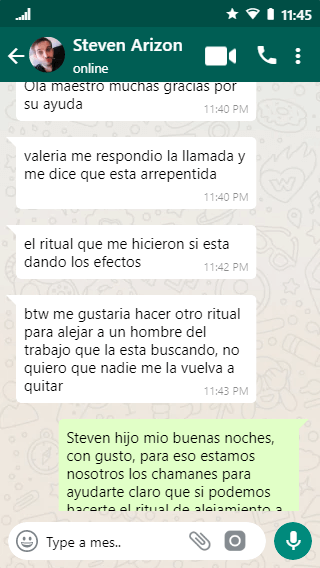 11:45
Steven Arizon
online
Ola maestro muchas gracias por
su ayuda
11:40 PM
valeria me respondio la llamada y
me dice que esta arrepentida
11:40 PM
el ritual que me hicieron si esta
dando los efectos
11:42 PM
btw me gustaria hacer otro ritual
para alejar a un hombre del
trabajo que la esta buscando, no
quiero que nadie me la vuelva a
quitar
11:43 PM
Steven hijo mio buenas noches,
con gusto, para eso estamos
nosotros los chamanes para
ayudarte claro que si podemos
hacerte el ritual de alejamiento a
Type a mes..